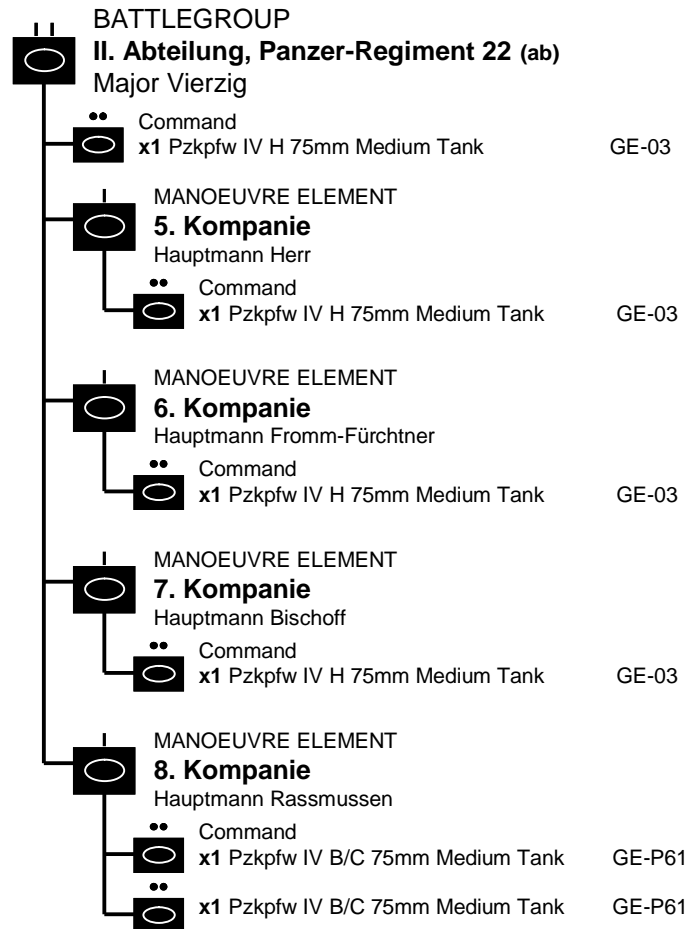 BATTLEGROUP
II. Abteilung, Panzer-Regiment 22 (ab)
Major Vierzig
Command
x1 Pzkpfw IV H 75mm Medium Tank GE-03
MANOEUVRE ELEMENT
5. Kompanie
Hauptmann Herr
Command
x1 Pzkpfw IV H 75mm Medium Tank GE-03
MANOEUVRE ELEMENT
6. Kompanie
Hauptmann Fromm-Fürchtner
Command
x1 Pzkpfw IV H 75mm Medium Tank GE-03
MANOEUVRE ELEMENT
7. Kompanie
Hauptmann Bischoff
Command
x1 Pzkpfw IV H 75mm Medium Tank GE-03
MANOEUVRE ELEMENT
8. Kompanie
Hauptmann Rassmussen
Command
x1 Pzkpfw IV B/C 75mm Medium Tank GE-P61
x1 Pzkpfw IV B/C 75mm Medium Tank GE-P61